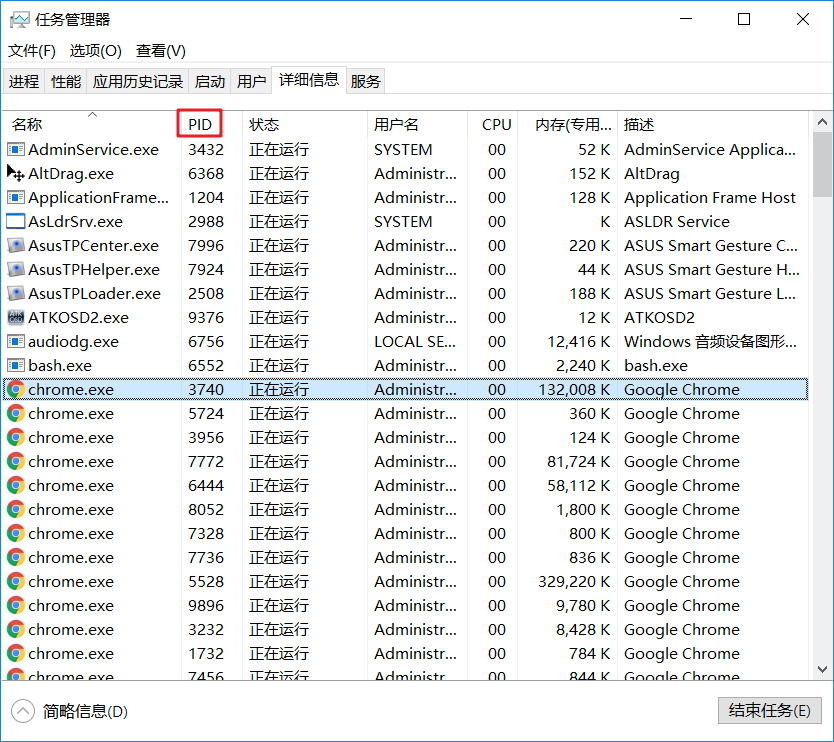 任务管理器
文件(F) 选项(O) 查看(V)
进程 性能 应用历史记录 启动 用户 详细信息 服务
名称 PID 状态 用户名 CPU 内存(专用... 描述
AdminService.exe 3432 正在运行 SYSTEM 00 52 K AdminService Applica...
AltDrag.exe 6368 正在运行 Administr... 00 152 K AltDrag
ApplicationFrame... 1204 正在运行 Administr... 00 128 K Application Frame Host
AsLdrSrv.exe 2988 正在运行 SYSTEM 00 K ASLDR Service
AsusTPCenter.exe 7996 正在运行 Administr... 00 220 K ASUS Smart Gesture C...
AsusTPHelper.exe 7924 正在运行 Administr... 00 44 K ASUS Smart Gesture H...
AsusTPLoader.exe 2508 正在运行 Administr... 00 188 K ASUS Smart Gesture L...
ATKOSD2.exe 9376 正在运行 Administr... 00 12 K ATKOSD2
audiodg.exe 6756 正在运行 LOCAL SE... 00 12,416 K Windows 音频设备图形...
bash.exe 6552 正在运行 Administr... 00 2,240 K bash.exe
chrome.exe 3740 正在运行 Administr... 00 132,008 K Google Chrome
chrome.exe 5724 正在运行 Administr... 00 360 K Google Chrome
chrome.exe 3956 正在运行 Administr... 00 124 K Google Chrome
chrome.exe 7772 正在运行 Administr... 00 81,724 K Google Chrome
chrome.exe 6444 正在运行 Administr... 00 58,112 K Google Chrome
chrome.exe 8052 正在运行 Administr... 00 1,800 K Google Chrome
chrome.exe 7328 正在运行 Administr... 00 800 K Google Chrome
chrome.exe 7736 正在运行 Administr... 00 836 K Google Chrome
chrome.exe 5528 正在运行 Administr... 00 329,220 K Google Chrome
chrome.exe 9896 正在运行 Administr... 00 9,780 K Google Chrome
chrome.exe 3232 正在运行 Administr... 00 8,428 K Google Chrome
chrome.exe 1732 正在运行 Administr... 00 784 K Google Chrome
chrome.exe 7456 正在运行 Administr... 00 844 K Google Chrome
简略信息(D) 结束任务(E)